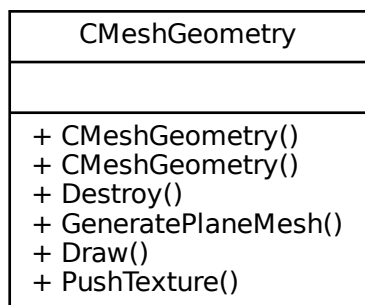 CMeshGeometry
+ CMeshGeometry()
+ CMeshGeometry()
+ Destroy()
+ GeneratePlaneMesh()
+ Draw()
+ PushTexture()